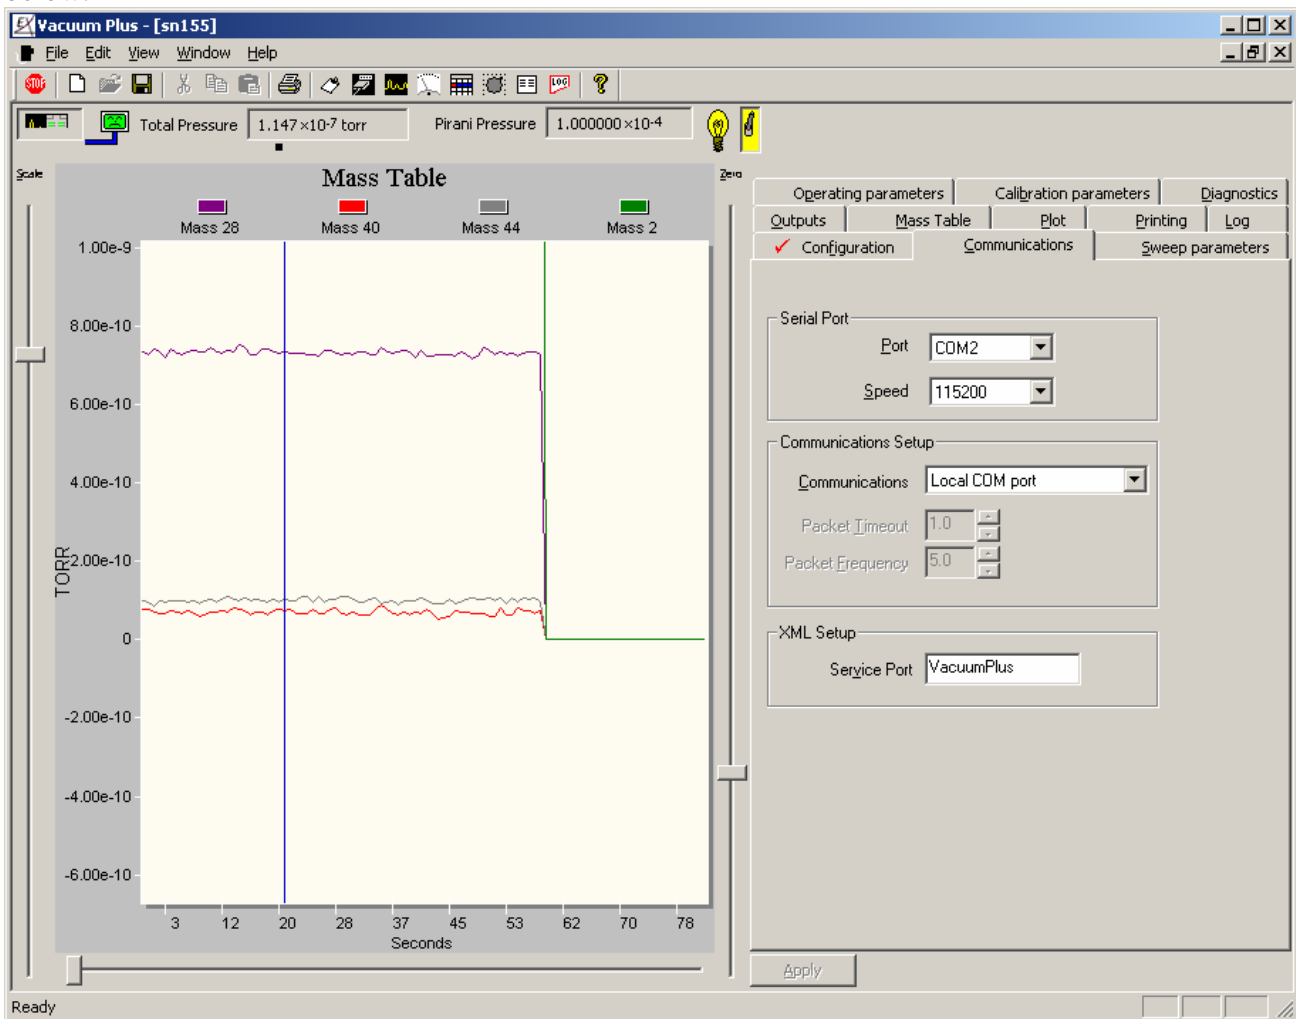 Vacuum Plus - [sn155]
File Edit View Window Help
STOP LOG ?
Total Pressure 1.147 ×10-7 torr Pirani Pressure 1.000000 ×10-4
Scale
Mass Table
Zero
Mass 28 Mass 40 Mass 44 Mass 2
1.00e-9
8.00e-10
6.00e-10
4.00e-10
2.00e-10
0
-2.00e-10
-4.00e-10
-6.00e-10
TORR
3 12 20 28 37 45 53 62 70 78
Seconds
Operating parameters Calibration parameters Diagnostics
Outputs Mass Table Plot Printing Log
Configuration Communications Sweep parameters
Serial Port
Port COM2
Speed 115200
Communications Setup
Communications Local COM port
Packet Timeout 1.0
Packet Frequency 5.0
XML Setup
Service Port VacuumPlus
Apply
Ready